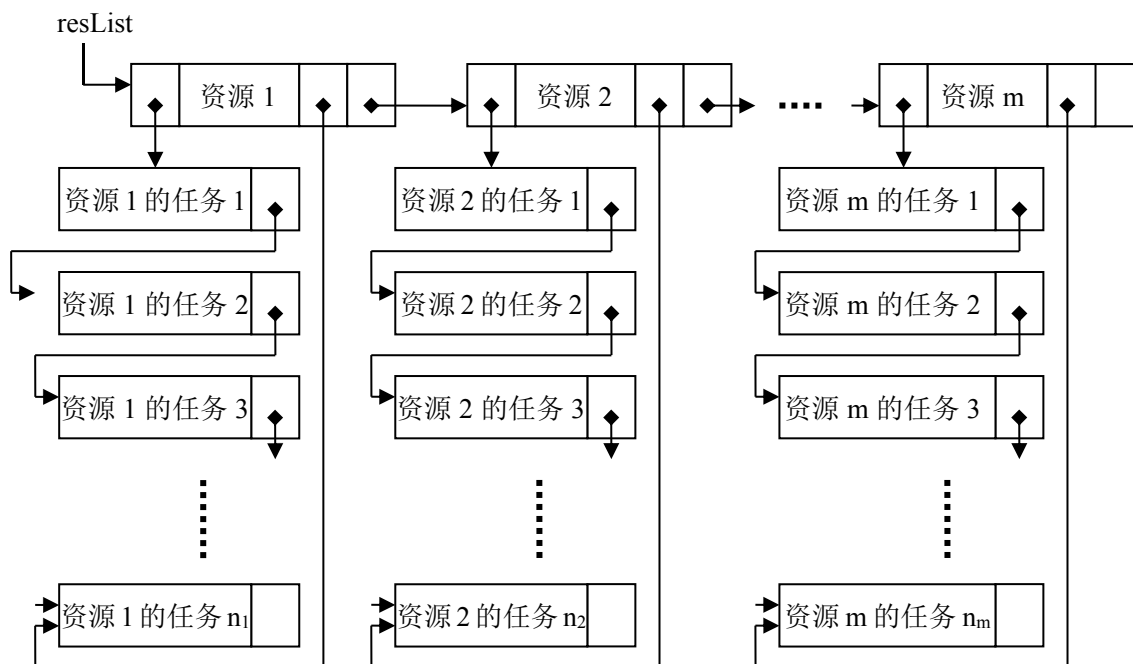 resList
资源 1 资源 2 资源 m
资源 1 的任务 1 资源 2 的任务 1 资源 m 的任务 1
资源 1 的任务 2 资源 2 的任务 2 资源 m 的任务 2
资源 1 的任务 3 资源 2 的任务 3 资源 m 的任务 3
资源 1 的任务 n₁ 资源 2 的任务 n₂ 资源 m 的任务 nₘ